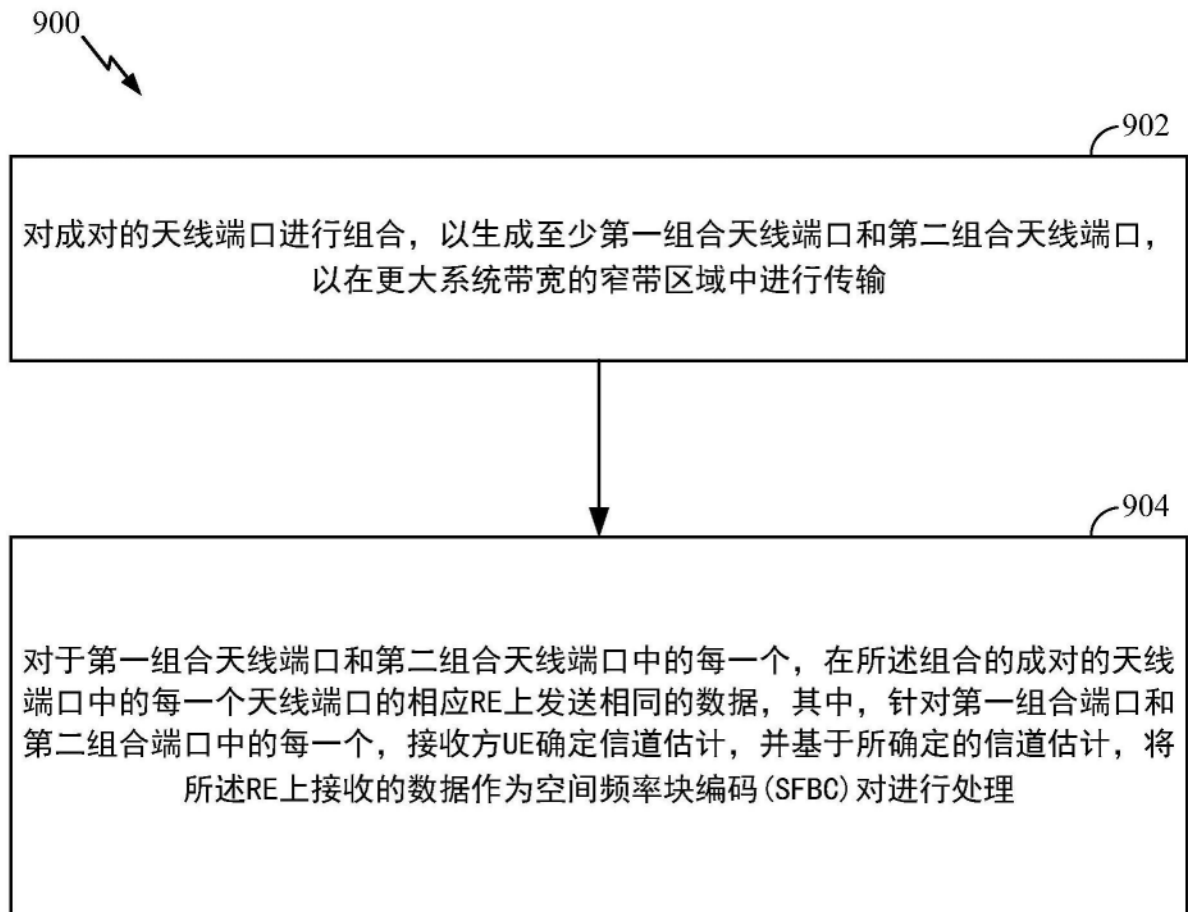 900
902
对成对的天线端口进行组合，以生成至少第一组合天线端口和第二组合天线端口，
以在更大系统带宽的窄带区域中进行传输
904
对于第一组合天线端口和第二组合天线端口中的每一个，在所述组合的成对的天线
端口中的每一个天线端口的相应RE上发送相同的数据，其中，针对第一组合端口和
第二组合端口中的每一个，接收方UE确定信道估计，并基于所确定的信道估计，将
所述RE上接收的数据作为空间频率块编码(SFBC)对进行处理